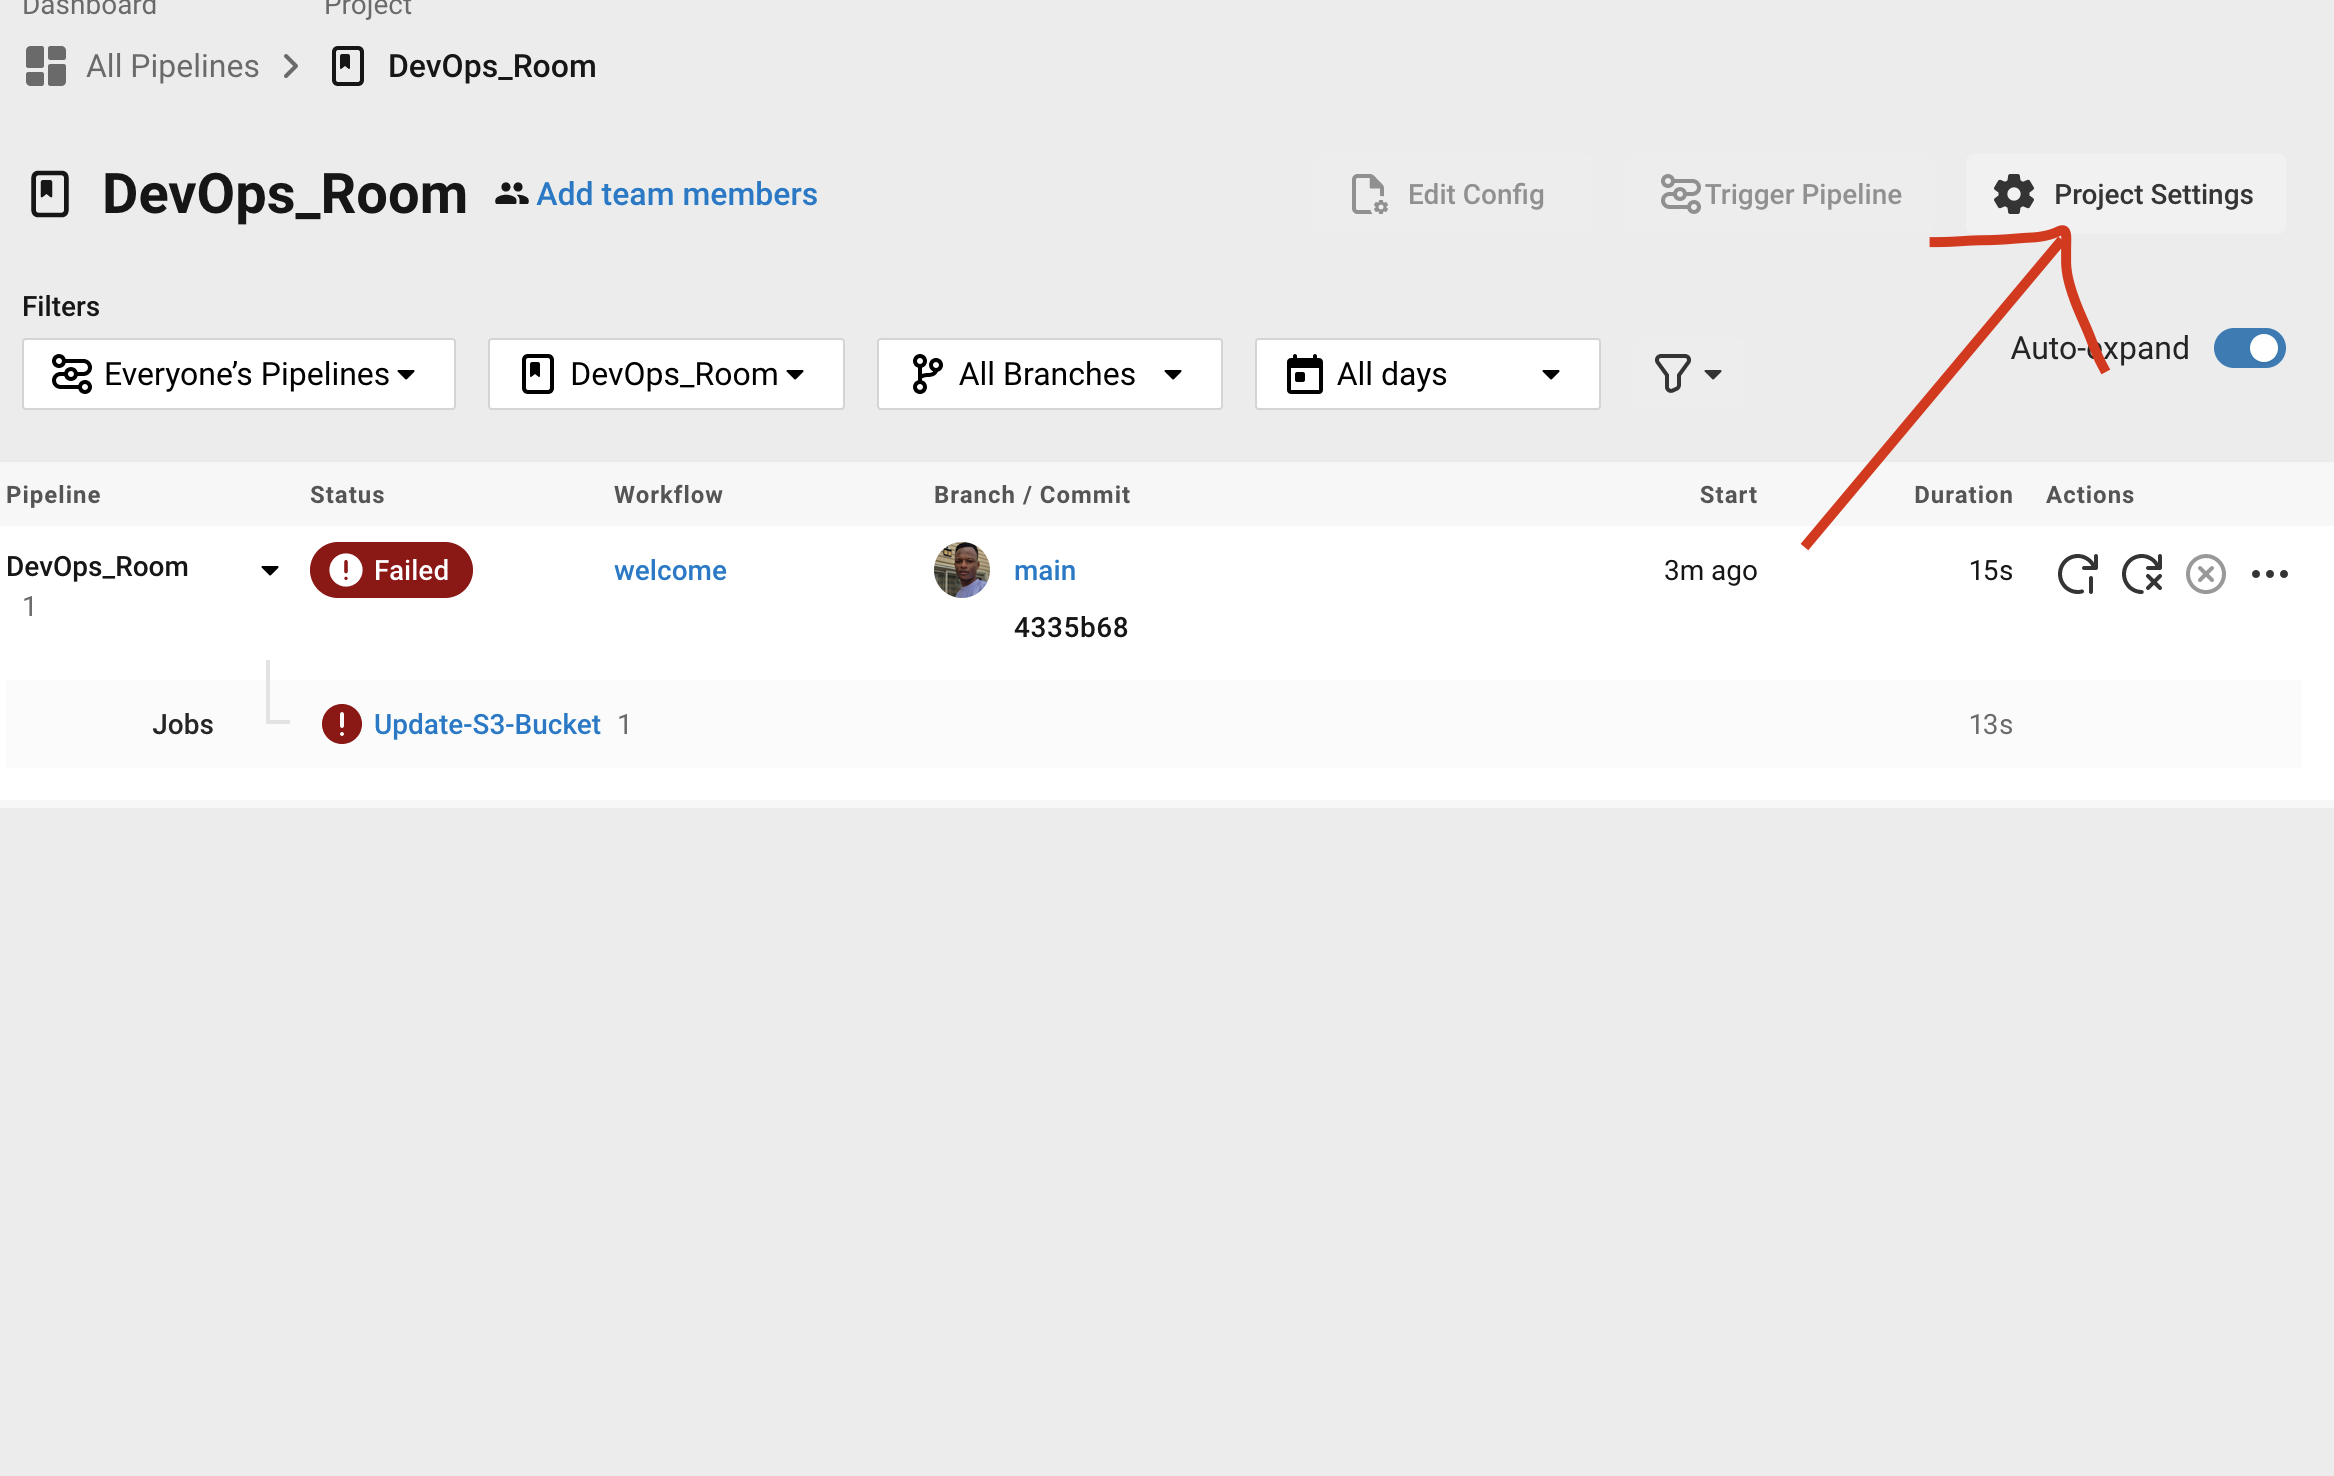 Dashboard Project
All Pipelines DevOps_Room
DevOps_Room Add team members Edit Config Trigger Pipeline Project Settings
Filters
Everyone’s Pipelines DevOps_Room All Branches All days Auto-expand
Pipeline Status Workflow Branch / Commit Start Duration Actions
DevOps_Room Failed welcome main 3m ago 15s
1 4335b68
Jobs Update-S3-Bucket 1 13s